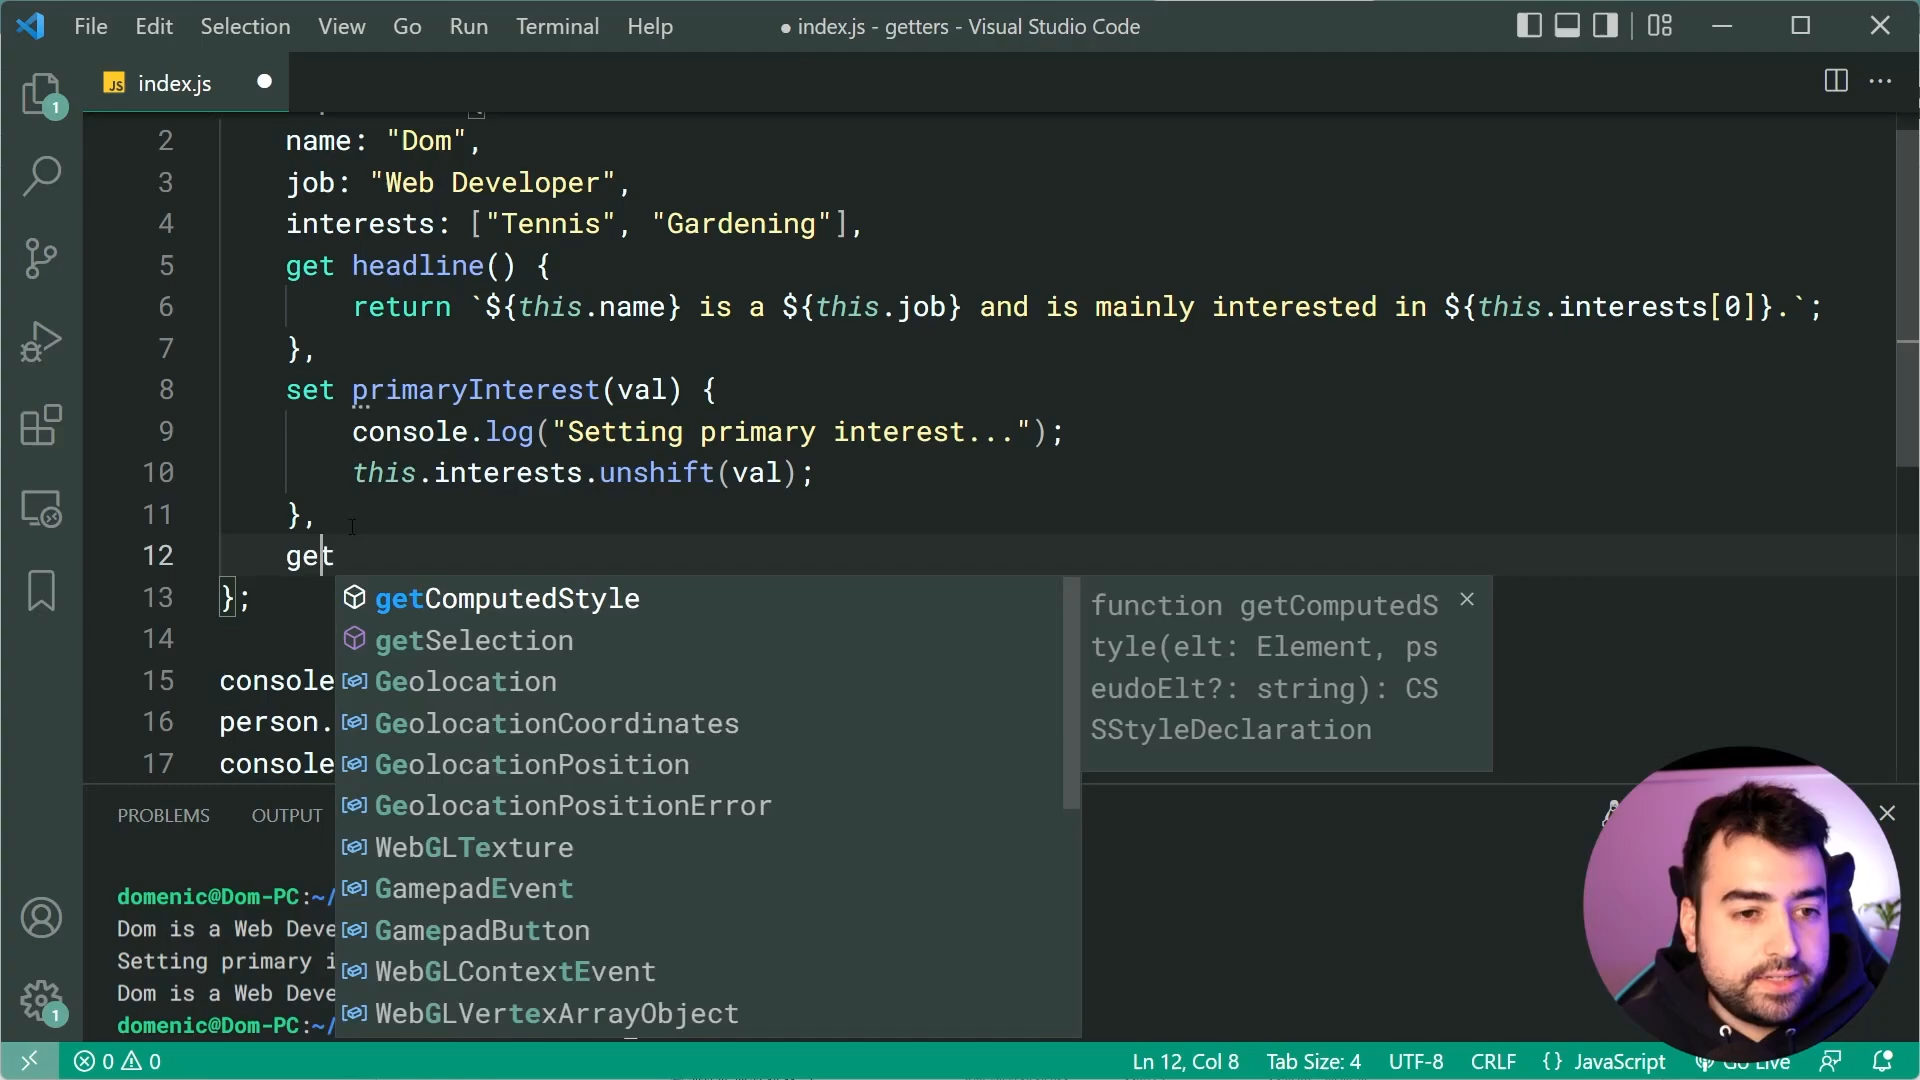 File Edit Selection View Go Run Terminal Help ● index.js - getters - Visual Studio Code
JS index.js
1
2 name: "Dom",
3 job: "Web Developer",
4 interests: ["Tennis", "Gardening"],
5 get headline() {
6 return `${this.name} is a ${this.job} and is mainly interested in ${this.interests[0]}.`;
7 },
8 set primaryInterest(val) {
9 console.log("Setting primary interest...");
10 this.interests.unshift(val);
11 },
12 get
13 };
14
15 console
16 person.
17 console
getComputedStyle
getSelection
Geolocation
GeolocationCoordinates
GeolocationPosition
GeolocationPositionError
WebGLTexture
GamepadEvent
GamepadButton
WebGLContextEvent
WebGLVertexArrayObject
function getComputedS
tyle(elt: Element, ps
eudoElt?: string): CS
SStyleDeclaration
PROBLEMS OUTPUT
domenic@Dom-PC:~/
Dom is a Web Deve
Setting primary i
Dom is a Web Deve
domenic@Dom-PC:~/
1
0 0 Ln 12, Col 8 Tab Size: 4 UTF-8 CRLF {} JavaScript Go Live